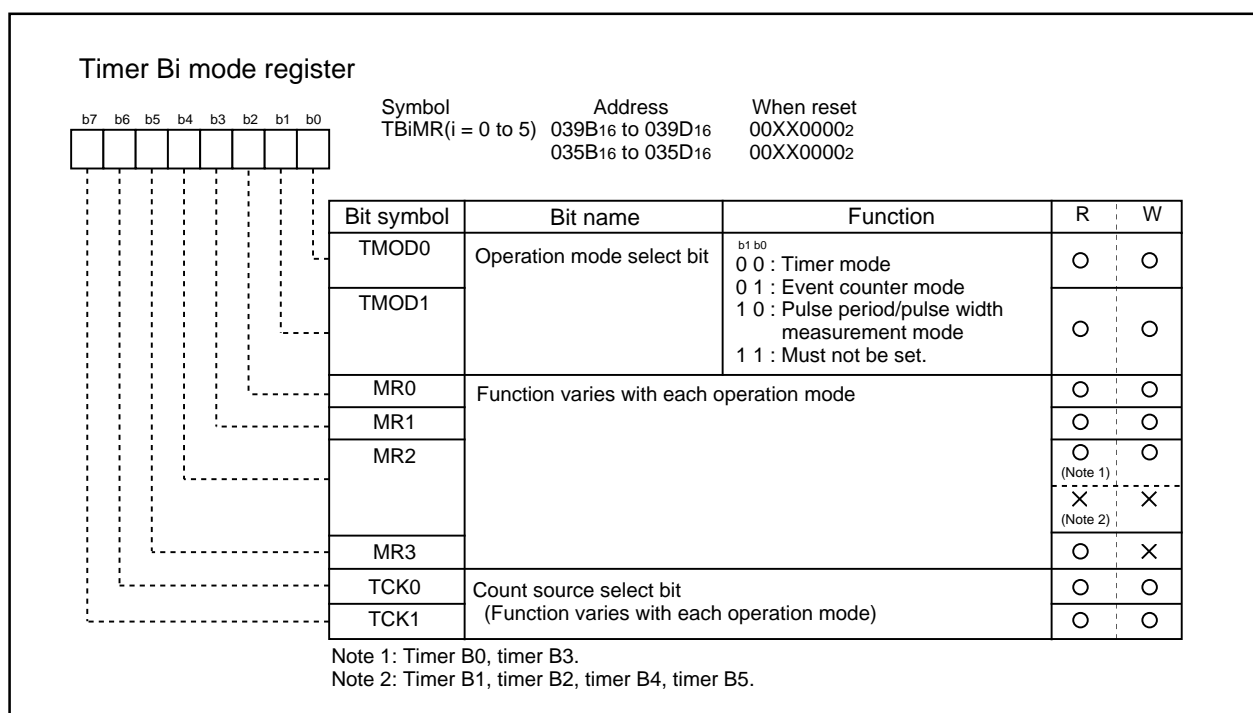 Timer Bi mode register
Symbol Address When reset
b7 b6 b5 b4 b3 b2 b1 b0
TBiMR(i = 0 to 5) 039B16 to 039D16 00XX00002
035B16 to 035D16 00XX00002
Bit symbol Bit name Function R W
TMOD0 Operation mode select bit
b1 b0
0 0 : Timer mode
0 1 : Event counter mode
TMOD1
1 0 : Pulse period/pulse width
measurement mode
1 1 : Must not be set.
MR0 Function varies with each operation mode
MR1
MR2
(Note 1)
(Note 2)
MR3
TCK0 Count source select bit
TCK1 (Function varies with each operation mode)
Note 1: Timer B0, timer B3.
Note 2: Timer B1, timer B2, timer B4, timer B5.